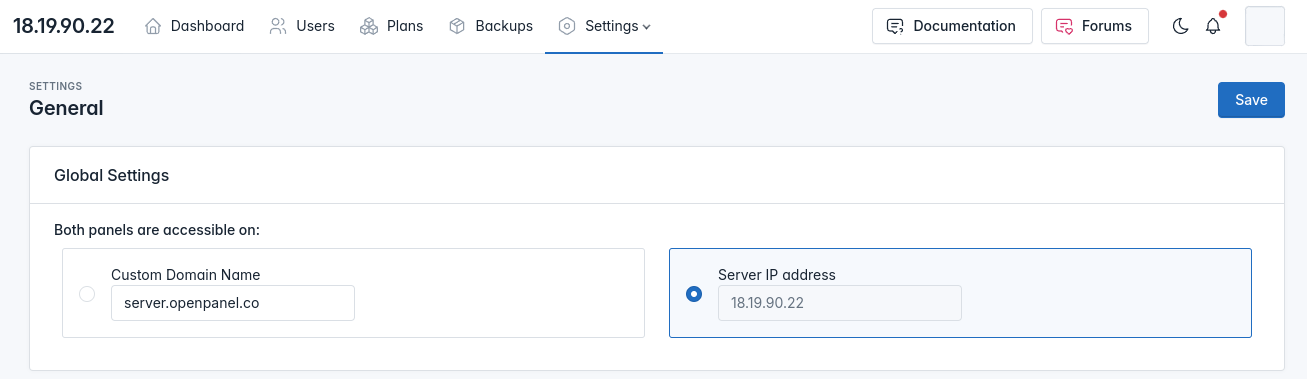 18.19.90.22 Dashboard Users Plans Backups Settings Documentation Forums
SETTINGS
General
Save
Global Settings
Both panels are accessible on:
Custom Domain Name
server.openpanel.co
Server IP address
18.19.90.22